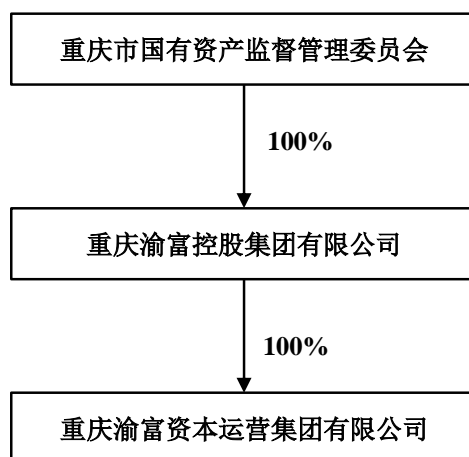 重庆市国有资产监督管理委员会
100%
重庆渝富控股集团有限公司
100%
重庆渝富资本运营集团有限公司